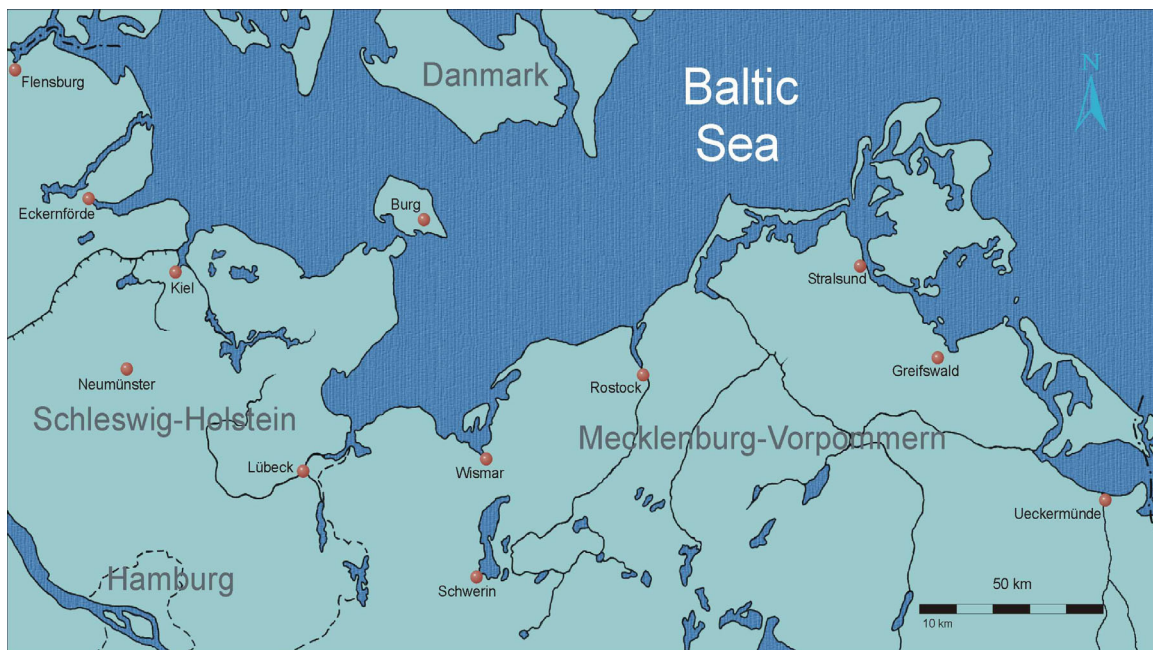 Flensburg
Danmark
Baltic
Sea
N
Eckernförde
Burg
Kiel
Stralsund
Neumünster
Rostock
Greifswald
Schleswig-Holstein
Mecklenburg-Vorpommern
Lübeck
Wismar
Ueckermünde
Hamburg
Schwerin
50 km
10 km